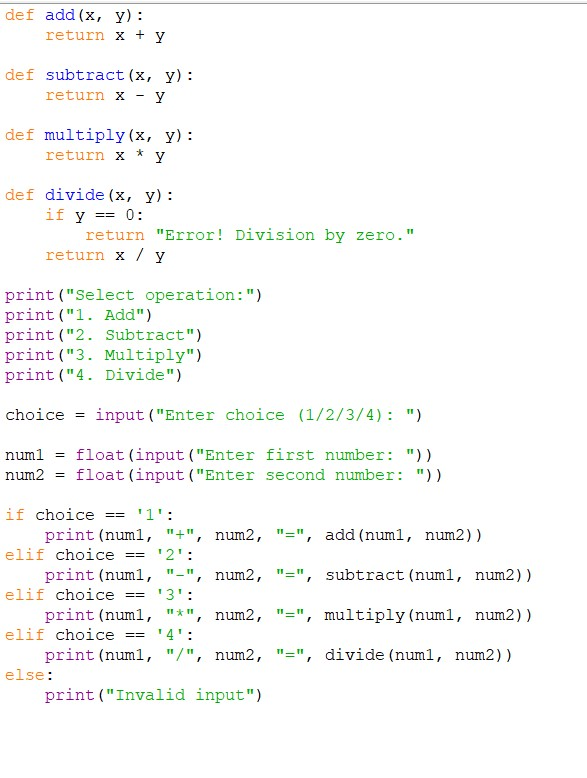 def add(x, y):
    return x + y

def subtract(x, y):
    return x - y

def multiply(x, y):
    return x * y

def divide(x, y):
    if y == 0:
        return "Error! Division by zero."
    return x / y

print("Select operation:")
print("1. Add")
print("2. Subtract")
print("3. Multiply")
print("4. Divide")

choice = input("Enter choice (1/2/3/4): ")

num1 = float(input("Enter first number: "))
num2 = float(input("Enter second number: "))

if choice == '1':
    print(num1, "+", num2, "=", add(num1, num2))
elif choice == '2':
    print(num1, "-", num2, "=", subtract(num1, num2))
elif choice == '3':
    print(num1, "*", num2, "=", multiply(num1, num2))
elif choice == '4':
    print(num1, "/", num2, "=", divide(num1, num2))
else:
    print("Invalid input")